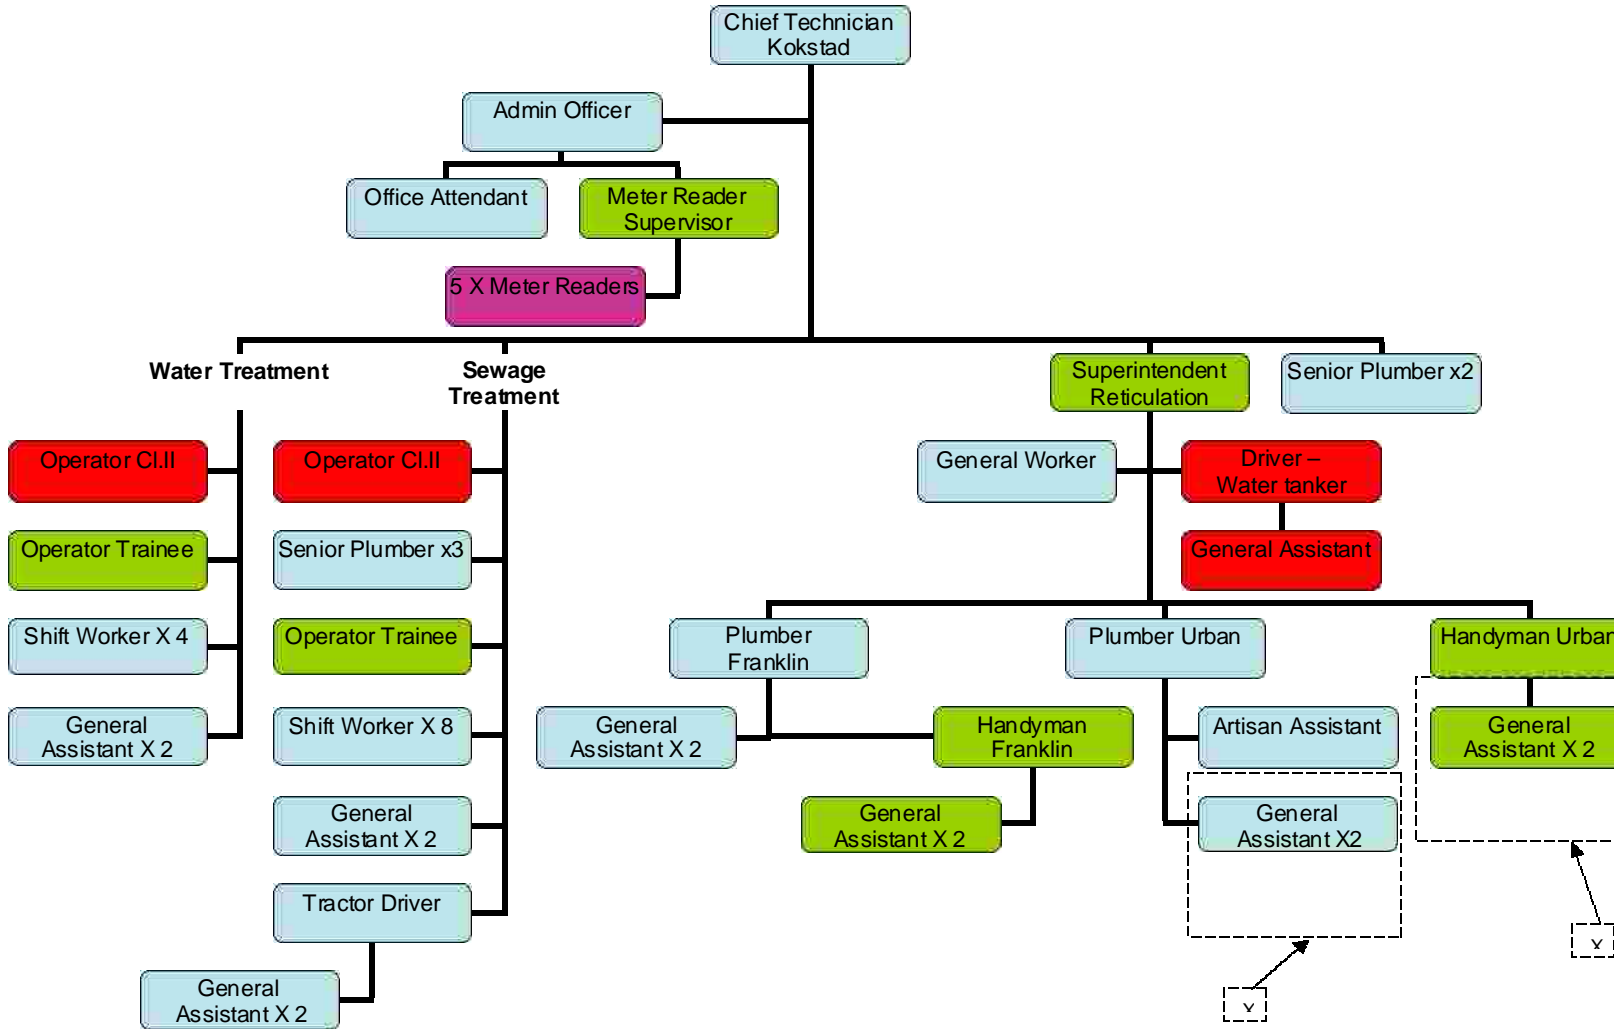 Chief Technician
Kokstad
Admin Officer
Office Attendant
Meter Reader
Supervisor
5 X Meter Readers
Water Treatment
Sewage
Treatment
Superintendent
Reticulation
Senior Plumber x2
Operator Cl.II
Operator Cl.II
General Worker
Driver –
Water tanker
Operator Trainee
Senior Plumber x3
General Assistant
Shift Worker X 4
Operator Trainee
Plumber
Franklin
Plumber Urban
Handyman Urban
General
Assistant X 2
Shift Worker X 8
General
Assistant X 2
Handyman
Franklin
Artisan Assistant
General
Assistant X 2
General
Assistant X 2
General
Assistant X 2
General
Assistant X2
Tractor Driver
General
Assistant X 2
X
X